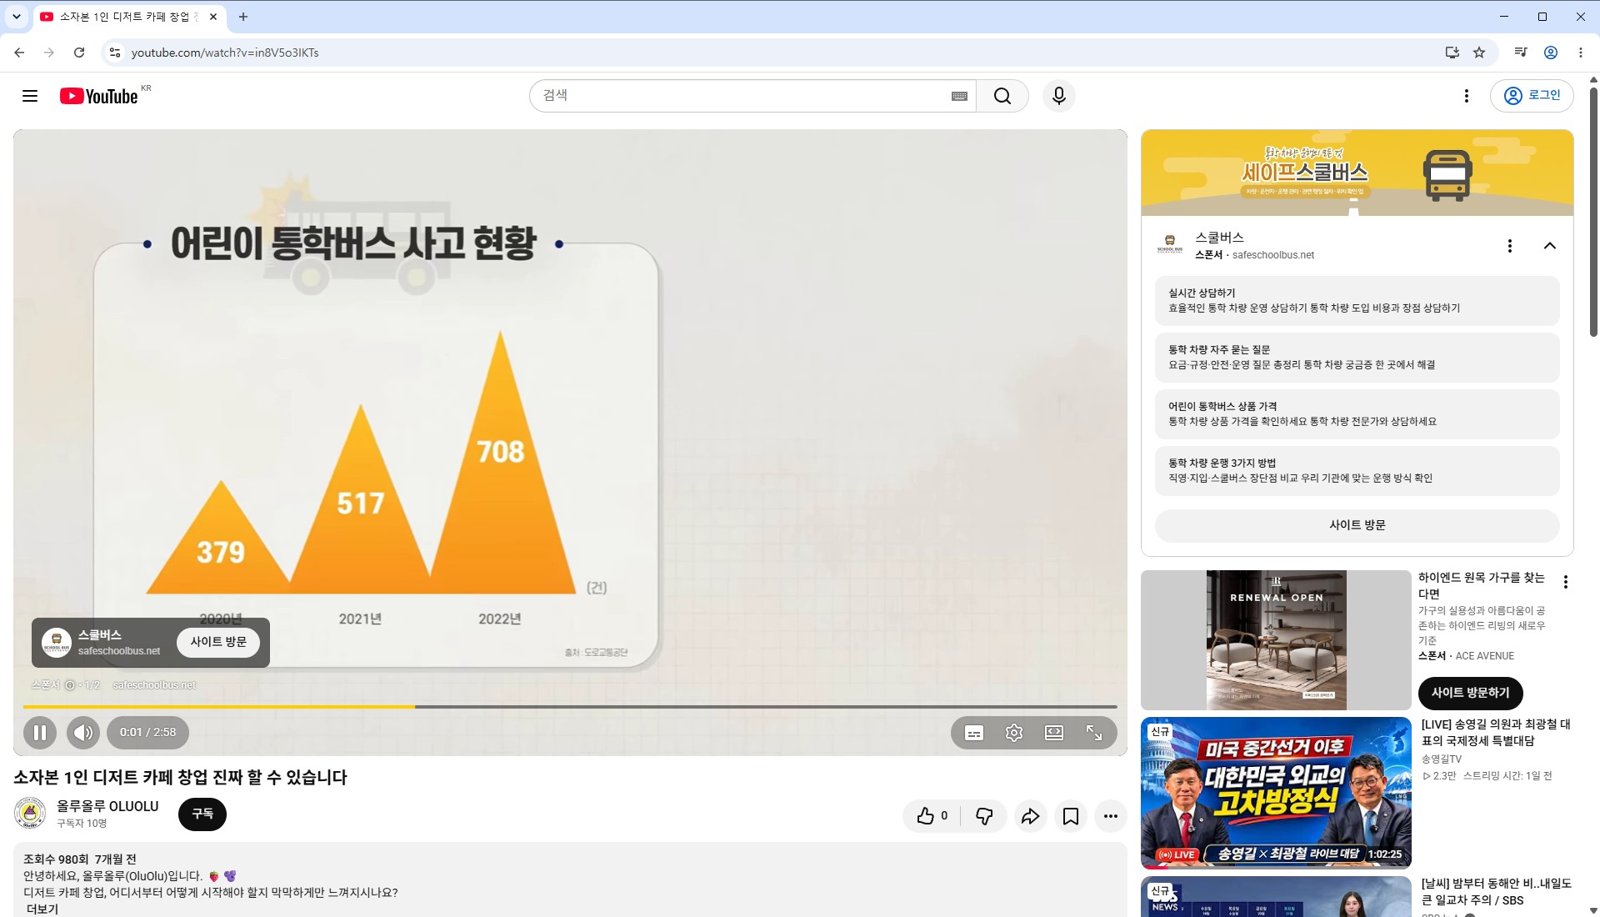 소자본 1인 디저트 카페 창업
youtube.com/watch?v=in8V5o3IKTs
YouTube KR
검색
로그인
어린이 통학버스 사고 현황
379
517
708
(건)
2020년
2021년
2022년
출처 : 도로교통공단
스쿨버스
safeschoolbus.net
사이트 방문
스폰서 · 1/2 safeschoolbus.net
0:01 / 2:58
소자본 1인 디저트 카페 창업 진짜 할 수 있습니다
올루올루 OLUOLU
구독자 10명
구독
0
조회수 980회 7개월 전
안녕하세요, 올루올루(OluOlu)입니다. 🍓 🍇
디저트 카페 창업, 어디서부터 어떻게 시작해야 할지 막막하게만 느껴지시나요?
더보기
세이프스쿨버스
SCHOOL BUS
스쿨버스
스폰서 · safeschoolbus.net
실시간 상담하기
효율적인 통학 차량 운영 상담하기 통학 차량 도입 비용과 장점 상담하기
통학 차량 자주 묻는 질문
요금·규정·안전·운영 질문 총정리 통학 차량 궁금증 한 곳에서 해결
어린이 통학버스 상품 가격
통학 차량 상품 가격을 확인하세요 통학 차량 전문가와 상담하세요
통학 차량 운행 3가지 방법
직영·지입·스쿨버스 장단점 비교 우리 기관에 맞는 운행 방식 확인
사이트 방문
RENEWAL OPEN
하이엔드 원목 가구를 찾는
다면
가구의 실용성과 아름다움이 공
존하는 하이엔드 리빙의 새로우
기준
스폰서 · ACE AVENUE
사이트 방문하기
신규
미국 중간선거 이후
대한민국 외교의
고차방정식
LIVE
송영길 × 최광철 라이브 대담
1:02:25
[LIVE] 송영길 의원과 최광철 대
표의 국제정세 특별대담
송영길TV
2.3만 스트리밍 시간: 1일 전
신규
NEWS
[날씨] 밤부터 동해안 비..내일도
큰 일교차 주의 / SBS